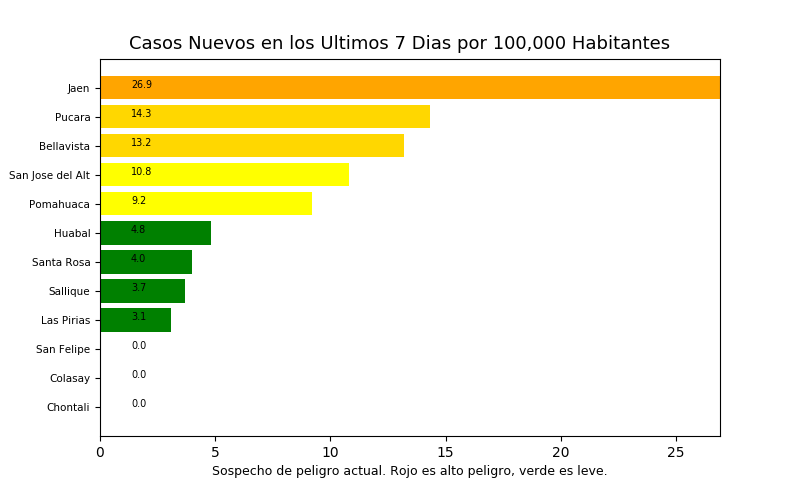 Casos Nuevos en los Ultimos 7 Dias por 100,000 Habitantes
Jaen 26.9
Pucara 14.3
Bellavista 13.2
San Jose del Alt 10.8
Pomahuaca 9.2
Huabal 4.8
Santa Rosa 4.0
Sallique 3.7
Las Pirias 3.1
San Felipe 0.0
Colasay 0.0
Chontali 0.0
0 5 10 15 20 25
Sospecho de peligro actual. Rojo es alto peligro, verde es leve.